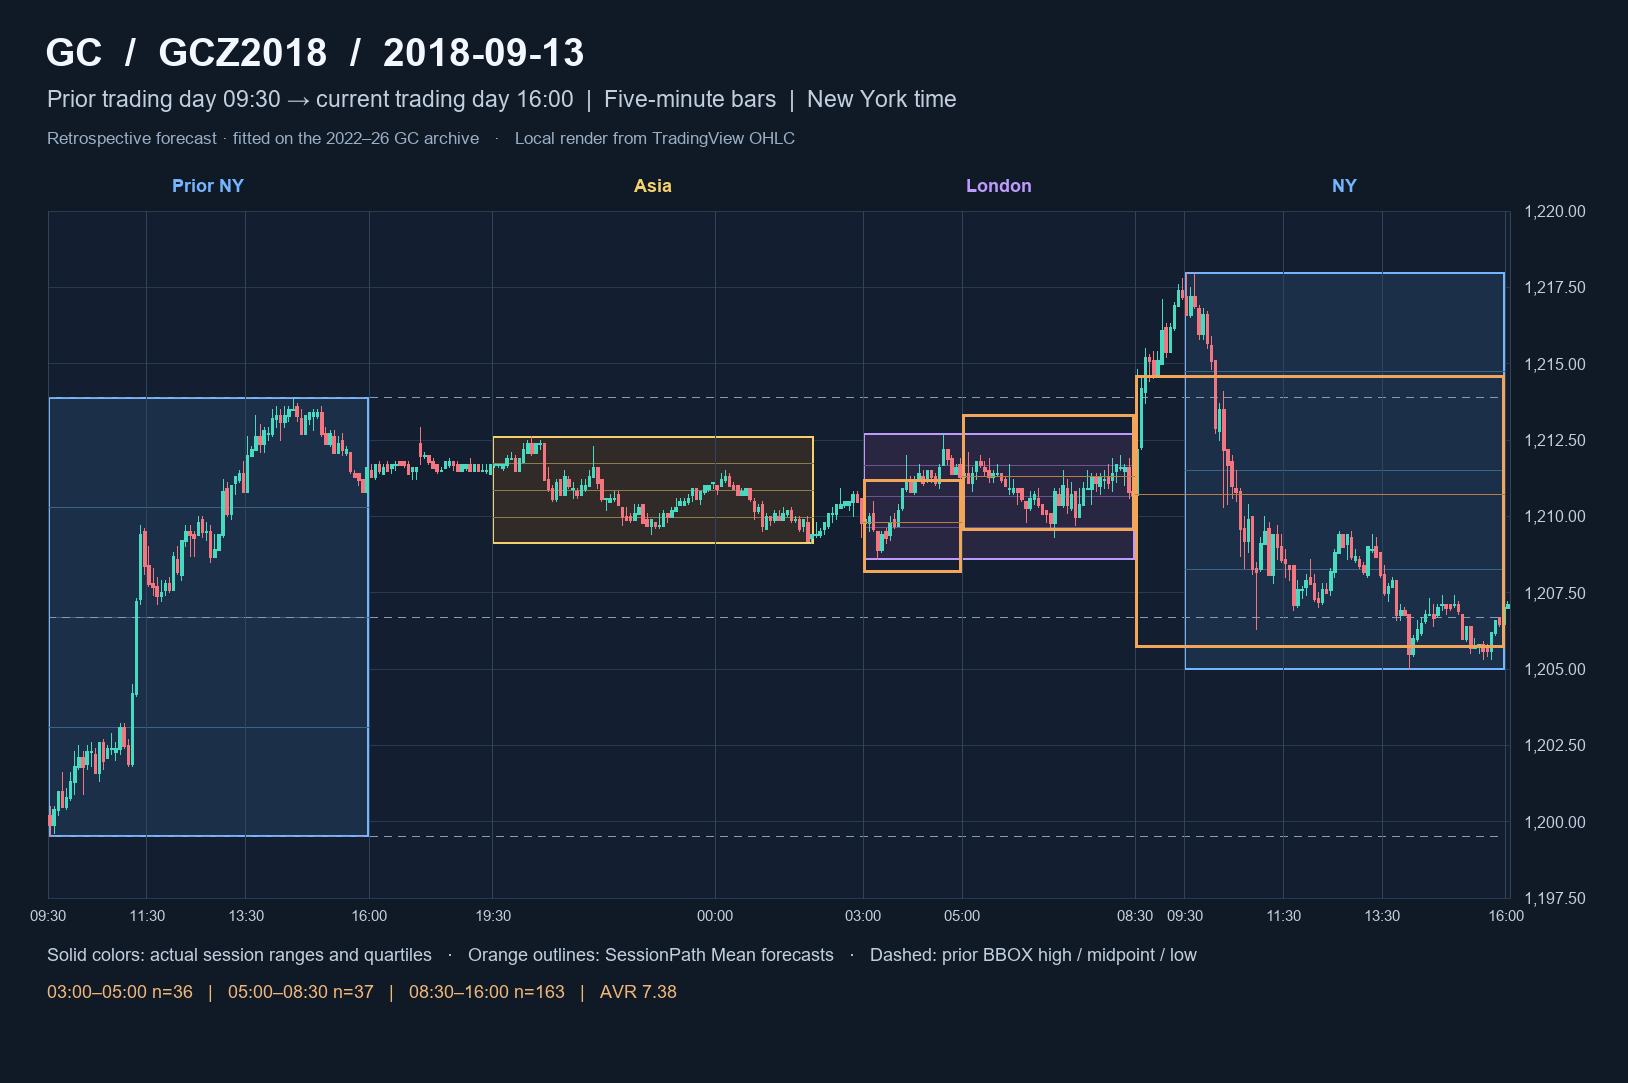 GC / GCZ2018 / 2018-09-13
Prior trading day 09:30 → current trading day 16:00 | Five-minute bars | New York time
Retrospective forecast · fitted on the 2022–26 GC archive · Local render from TradingView OHLC
Prior NY Asia London NY
1,220.00
1,217.50
1,215.00
1,212.50
1,210.00
1,207.50
1,205.00
1,202.50
1,200.00
1,197.50
09:30 11:30 13:30 16:00 19:30 00:00 03:00 05:00 08:30 09:30 11:30 13:30 16:00
Solid colors: actual session ranges and quartiles · Orange outlines: SessionPath Mean forecasts · Dashed: prior BBOX high / midpoint / low
03:00–05:00 n=36 | 05:00–08:30 n=37 | 08:30–16:00 n=163 | AVR 7.38